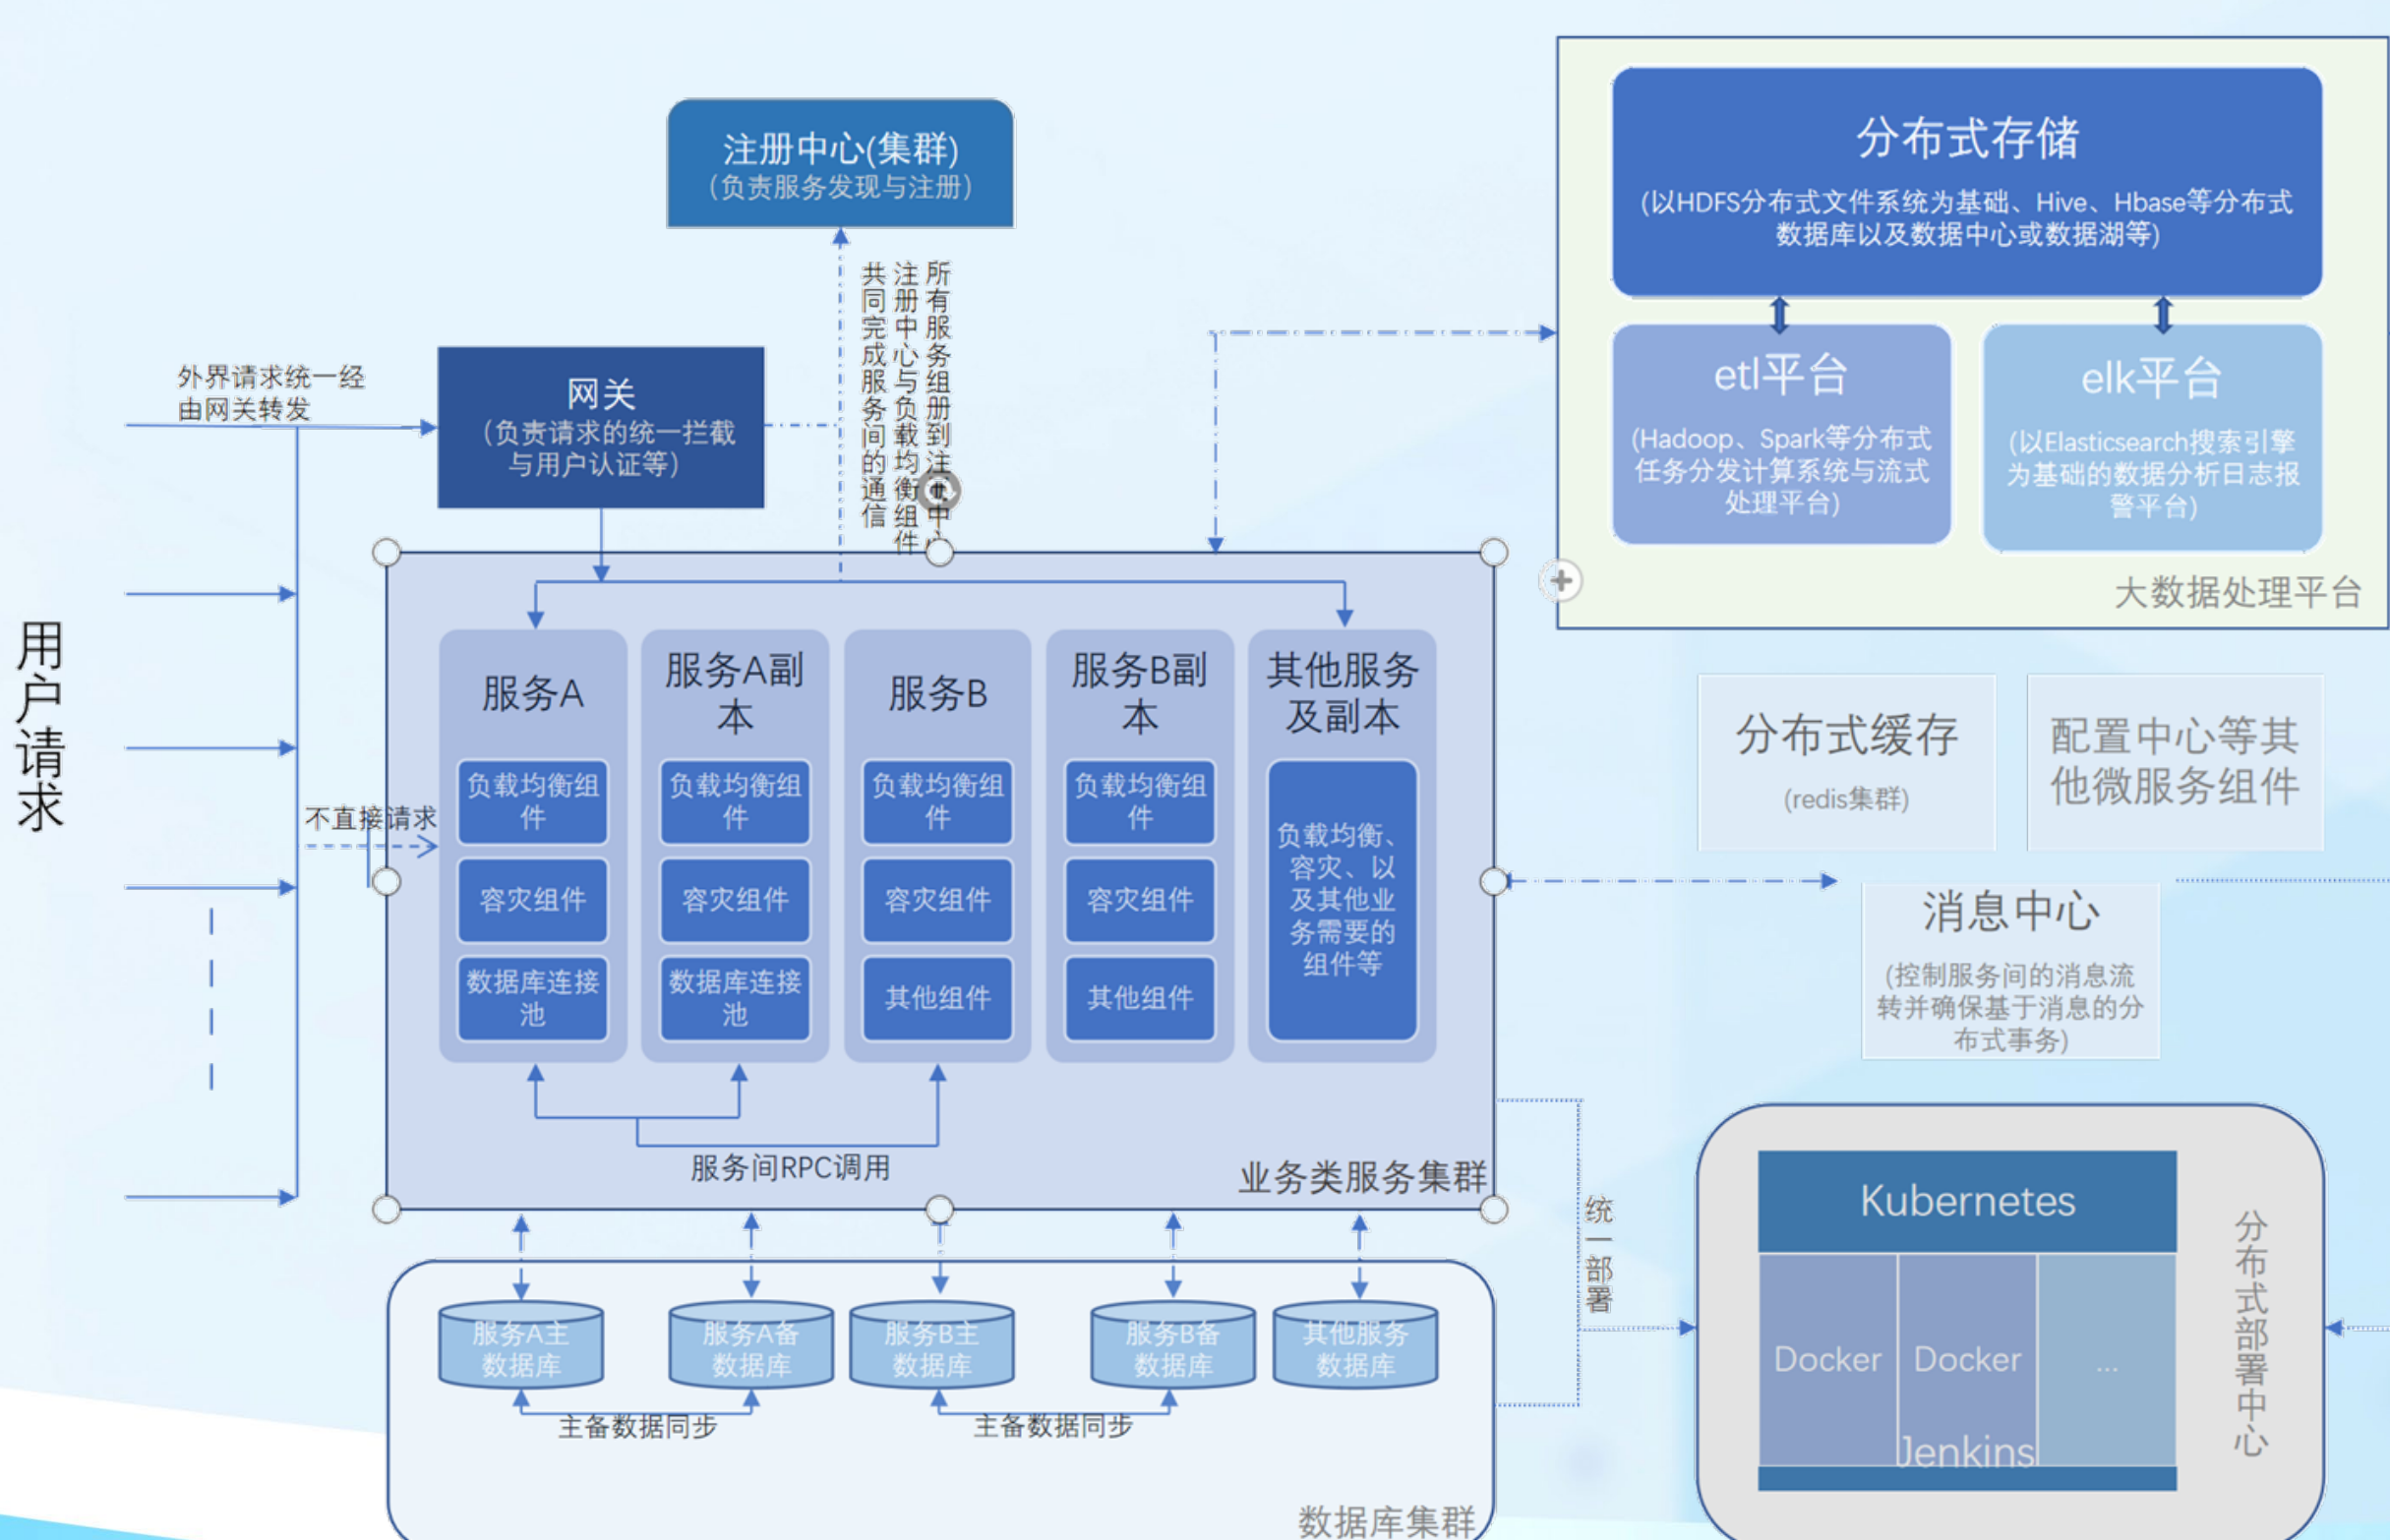 注册中心(集群)
(负责服务发现与注册)
所有服务组册到注册中心
注册中心与负载均衡组件
共同完成服务间的通信
外界请求统一经
由网关转发
网关
(负责请求的统一拦截
与用户认证等)
用户请求
不直接请求
服务A
负载均衡组
件
容灾组件
数据库连接
池
服务A副
本
负载均衡组
件
容灾组件
数据库连接
池
服务B
负载均衡组
件
容灾组件
其他组件
服务B副
本
负载均衡组
件
容灾组件
其他组件
其他服务
及副本
负载均衡、
容灾、以
及其他业
务需要的
组件等
服务间RPC调用
业务类服务集群
服务A主
数据库
服务A备
数据库
服务B主
数据库
服务B备
数据库
其他服务
数据库
主备数据同步
主备数据同步
数据库集群
分布式存储
(以HDFS分布式文件系统为基础、Hive、Hbase等分布式
数据库以及数据中心或数据湖等)
etl平台
(Hadoop、Spark等分布式
任务分发计算系统与流式
处理平台)
elk平台
(以Elasticsearch搜索引擎
为基础的数据分析日志报
警平台)
大数据处理平台
分布式缓存
(redis集群)
配置中心等其
他微服务组件
消息中心
(控制服务间的消息流
转并确保基于消息的分
布式事务)
统一部署
Kubernetes
Docker
Docker
...
Jenkins
分布式部署中心